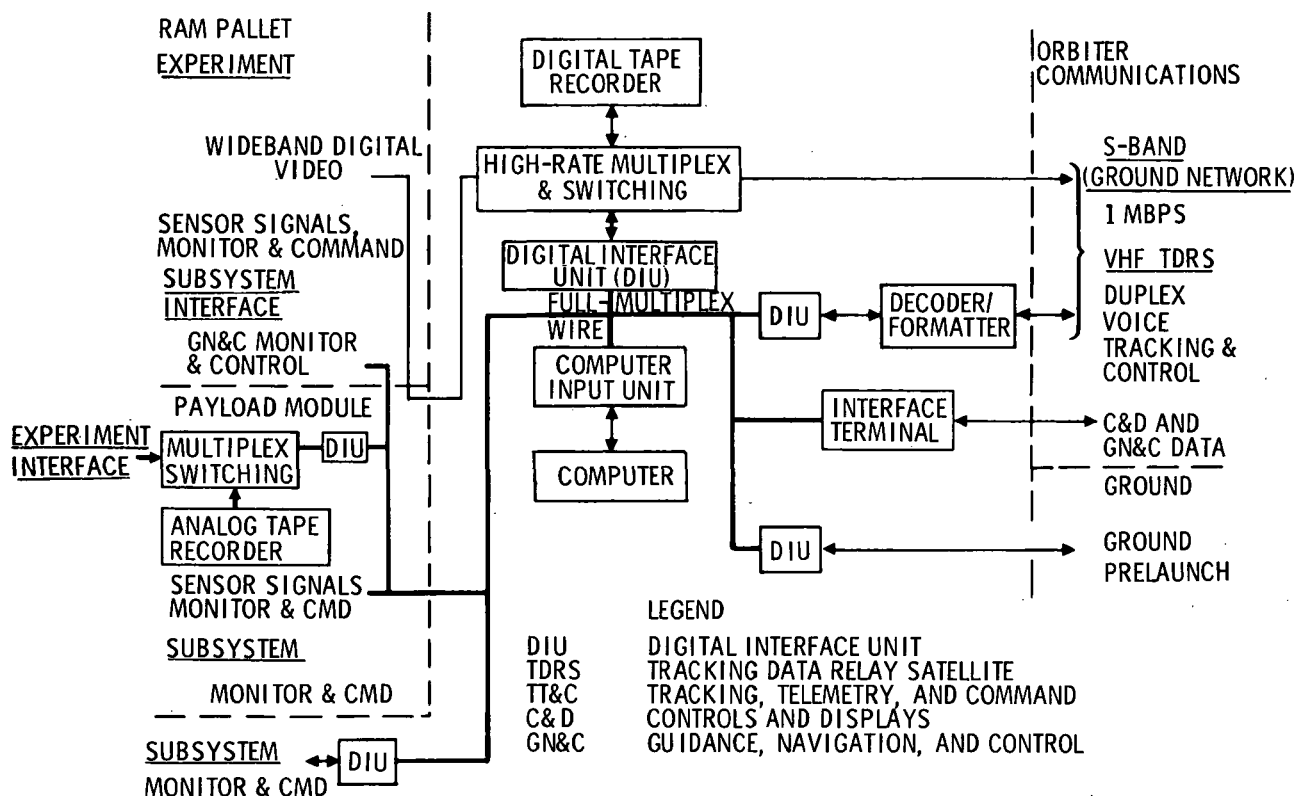 RAM PALLET
EXPERIMENT
WIDEBAND DIGITAL
VIDEO
SENSOR SIGNALS,
MONITOR & COMMAND
SUBSYSTEM
INTERFACE
GN&C MONITOR
& CONTROL
PAYLOAD MODULE
EXPERIMENT
INTERFACE
MULTIPLEX
SWITCHING
DIU
ANALOG TAPE
RECORDER
SENSOR SIGNALS
MONITOR & CMD
SUBSYSTEM
MONITOR & CMD
SUBSYSTEM
MONITOR & CMD
DIU
DIGITAL TAPE
RECORDER
HIGH-RATE MULTIPLEX
& SWITCHING
DIGITAL INTERFACE
UNIT (DIU)
FULL MULTIPLEX
WIRE
COMPUTER
INPUT UNIT
COMPUTER
DIU
DECODER/
FORMATTER
INTERFACE
TERMINAL
DIU
ORBITER
COMMUNICATIONS
S-BAND
(GROUND NETWORK)
1 MBPS
VHF TDRS
DUPLEX
VOICE
TRACKING &
CONTROL
C&D AND
GN&C DATA
GROUND
GROUND
PRELAUNCH
LEGEND
DIU DIGITAL INTERFACE UNIT
TDRS TRACKING DATA RELAY SATELLITE
TT&C TRACKING, TELEMETRY, AND COMMAND
C&D CONTROLS AND DISPLAYS
GN&C GUIDANCE, NAVIGATION, AND CONTROL